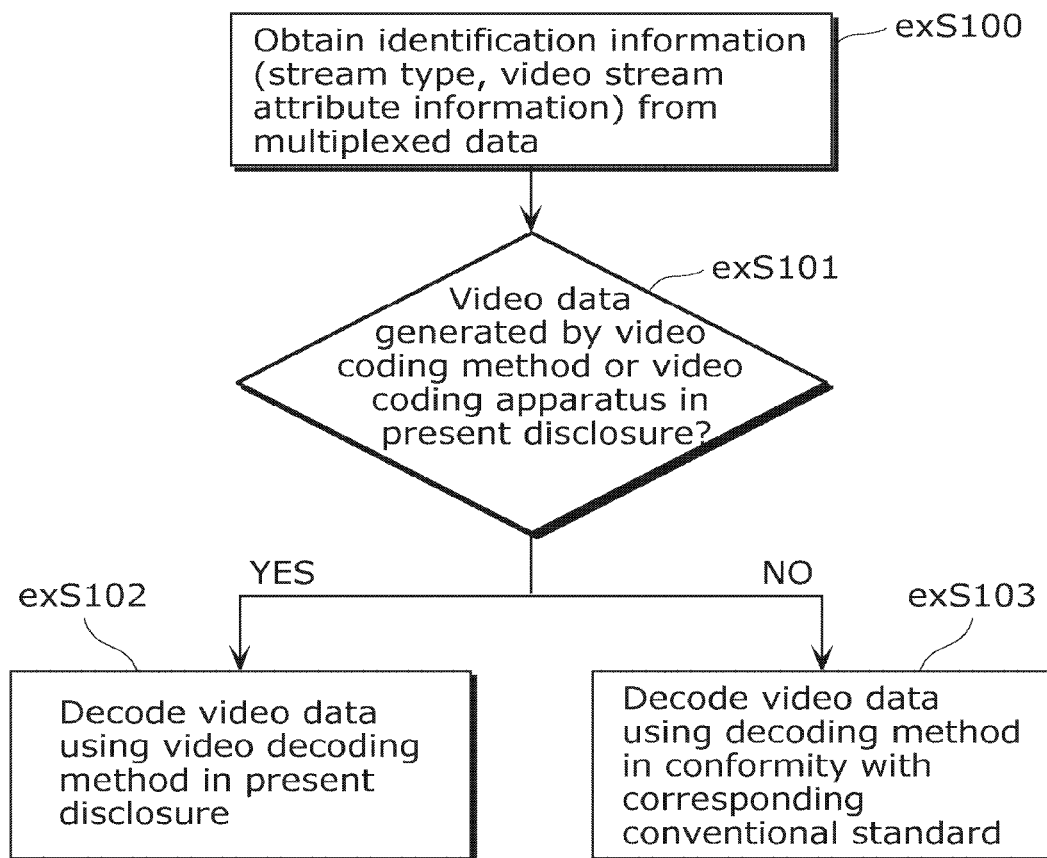 Obtain identification information
(stream type, video stream
attribute information) from
multiplexed data
exS100
exS101
Video data
generated by video
coding method or video
coding apparatus in
present disclosure?
YES
NO
exS102
exS103
Decode video data
using video decoding
method in present
disclosure
Decode video data
using decoding method
in conformity with
corresponding
conventional standard